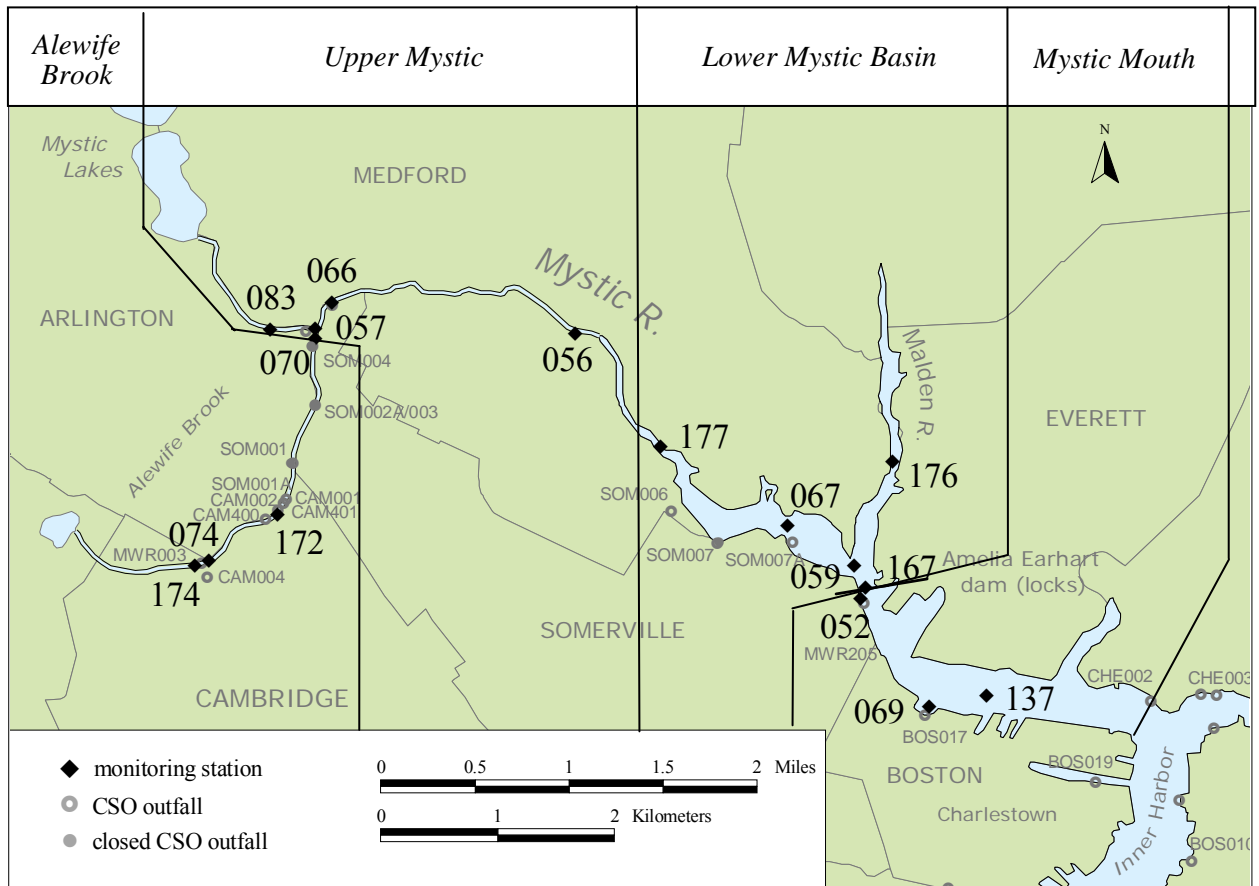 Alewife
Brook
Upper Mystic
Lower Mystic Basin
Mystic Mouth
Mystic
Lakes
MEDFORD
N
Mystic R.
066
083
ARLINGTON
057
070
SOM004
056
Malden R.
EVERETT
SOM002A/003
Alewife Brook
177
SOM001
176
SOM001A
CAM001
CAM002
CAM401
CAM400
172
SOM006
067
074
MWR003
SOM007
SOM007A
CAM004
174
059
167
Amelia Earhart
dam (locks)
052
SOMERVILLE
MWR205
CAMBRIDGE
CHE002
CHE003
137
069
BOS017
BOSTON
BOS019
Charlestown
Inner Harbor
BOS010
monitoring station
CSO outfall
closed CSO outfall
0 0.5 1 1.5 2 Miles
0 1 2 Kilometers